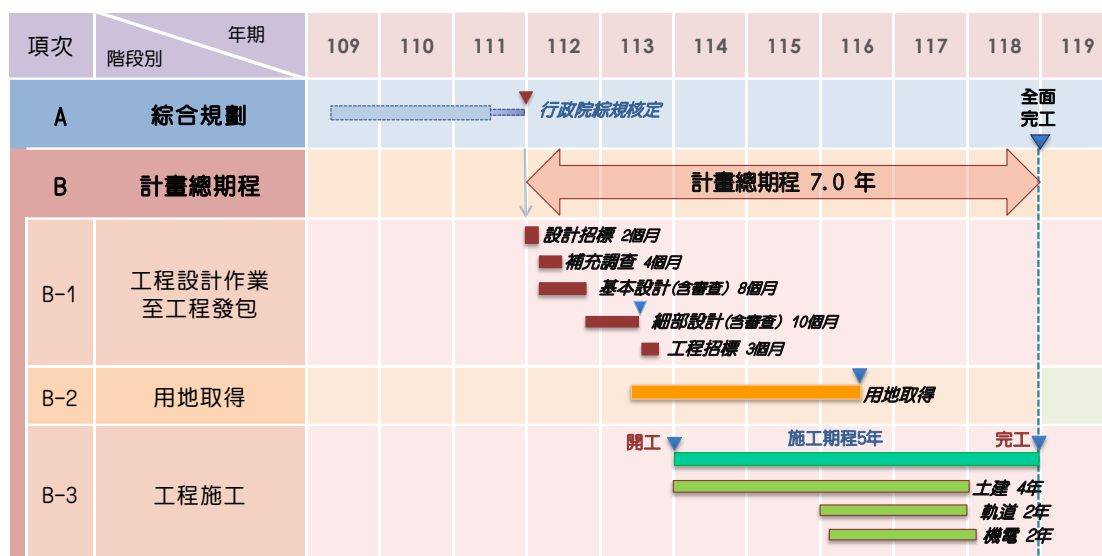 項次 年期 109 110 111 112 113 114 115 116 117 118 119
階段別
A 綜合規劃 行政院綜規核定 全面
完工
B 計畫總期程 計畫總期程 7.0 年
設計招標 2個月
補充調查 4個月
B-1 工程設計作業
至工程發包
基本設計(含審查) 8個月
細部設計(含審查) 10個月
工程招標 3個月
B-2 用地取得 用地取得
開工 施工期程5年 完工
B-3 工程施工
土建 4年
軌道 2年
機電 2年